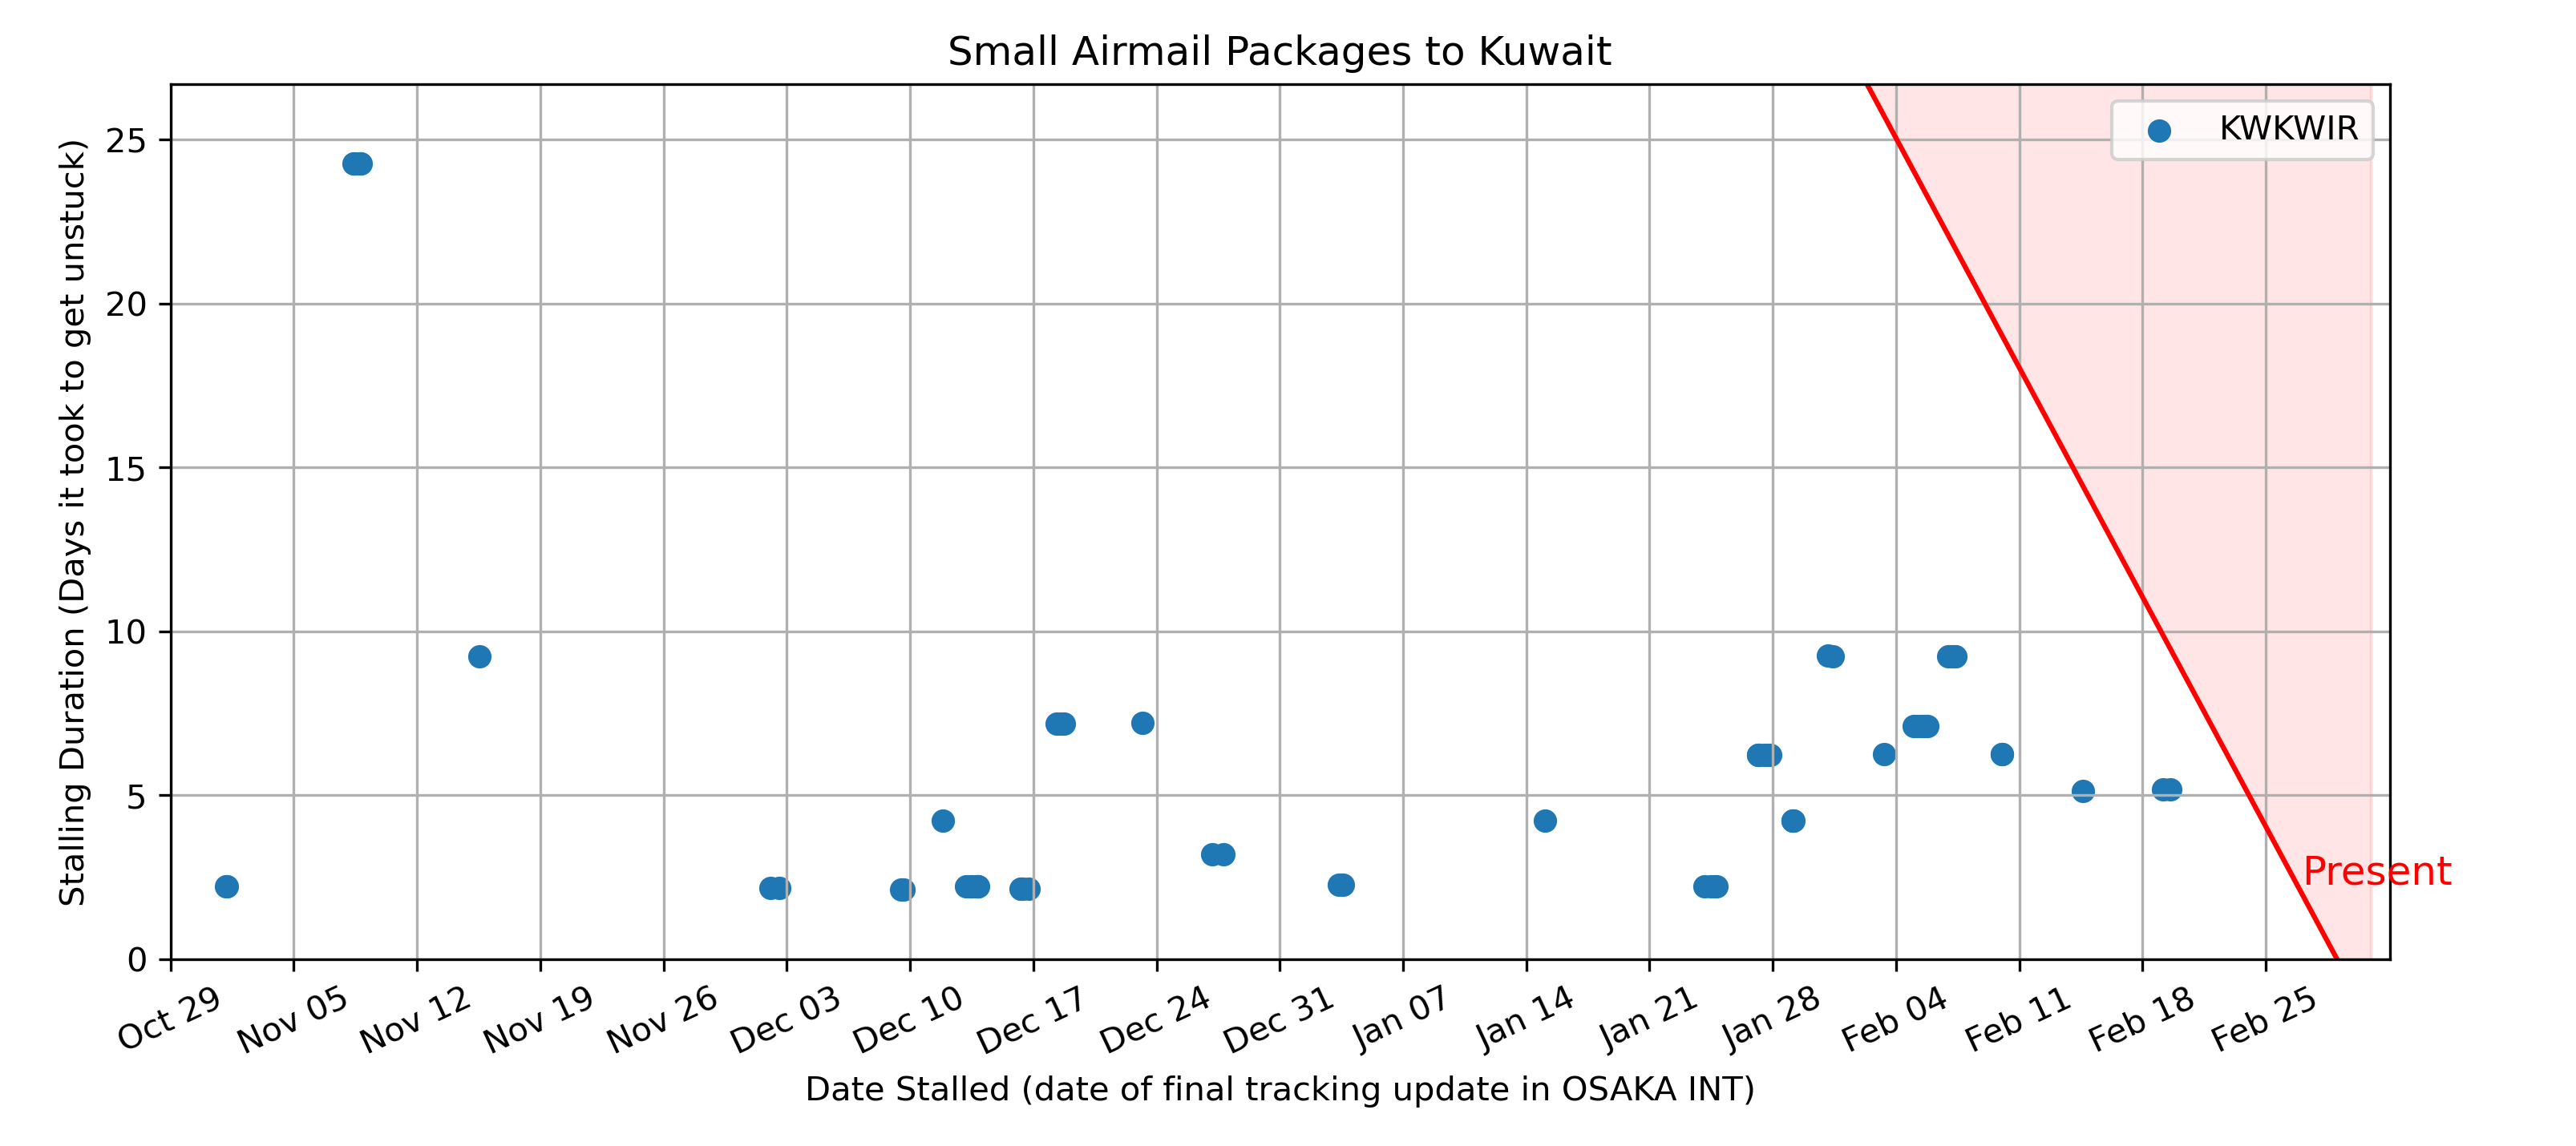 Small Airmail Packages to Kuwait
KWKWIR
Stalling Duration (Days it took to get unstuck)
25
20
15
10
5
0
Present
Oct 29
Nov 05
Nov 12
Nov 19
Nov 26
Dec 03
Dec 10
Dec 17
Dec 24
Dec 31
Jan 07
Jan 14
Jan 21
Jan 28
Feb 04
Feb 11
Feb 18
Feb 25
Date Stalled (date of final tracking update in OSAKA INT)